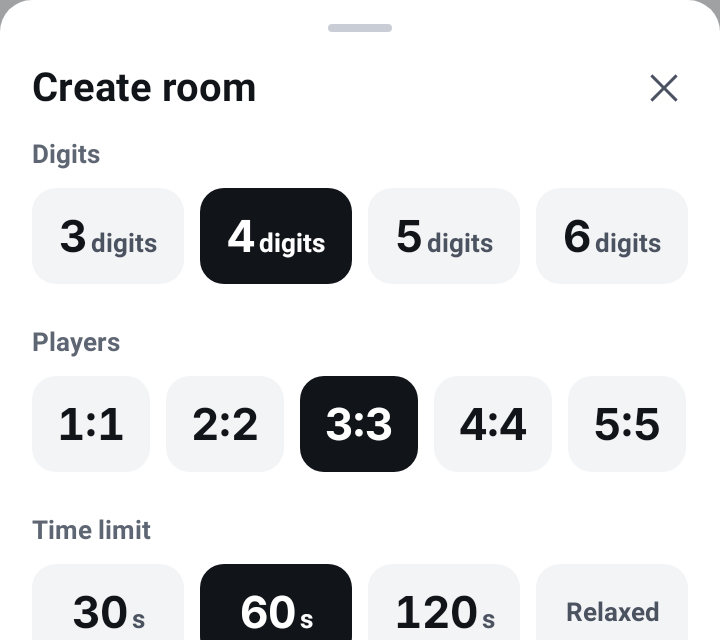 Create room
Digits
3 digits 4 digits 5 digits 6 digits
Players
1:1 2:2 3:3 4:4 5:5
Time limit
30 s 60 s 120 s Relaxed